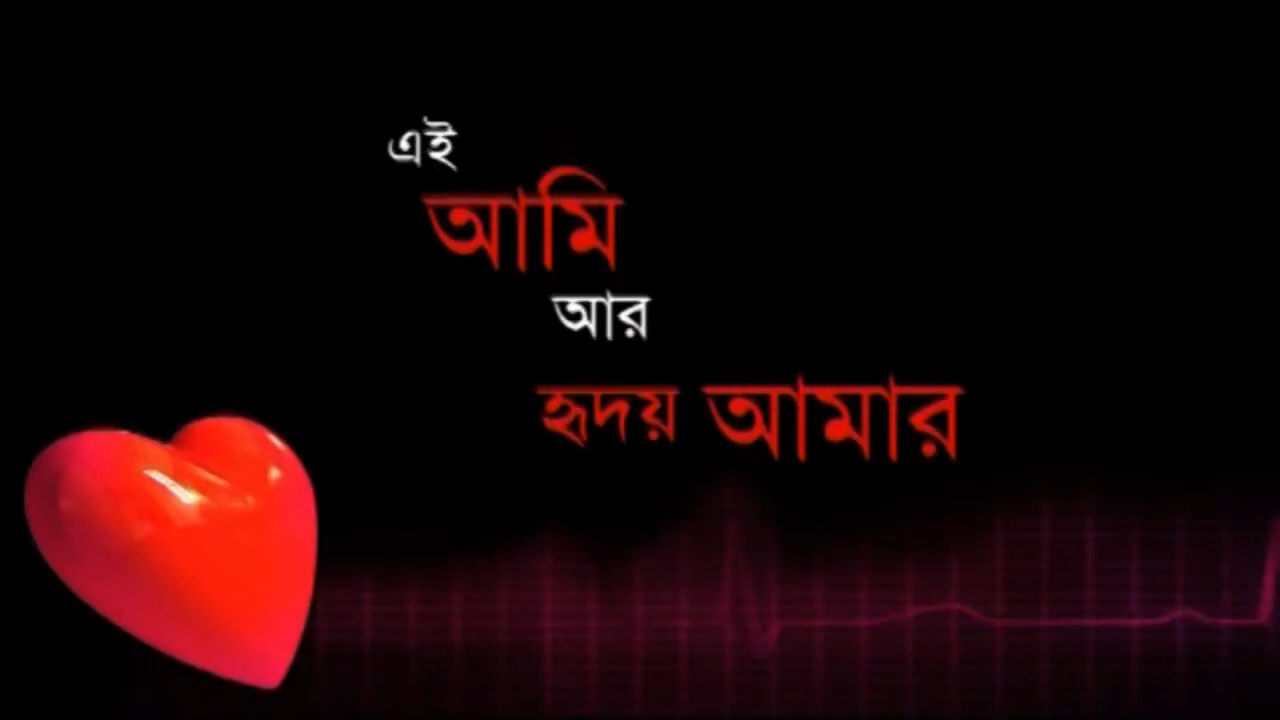 এই
আমি
আর
হৃদয় আমার